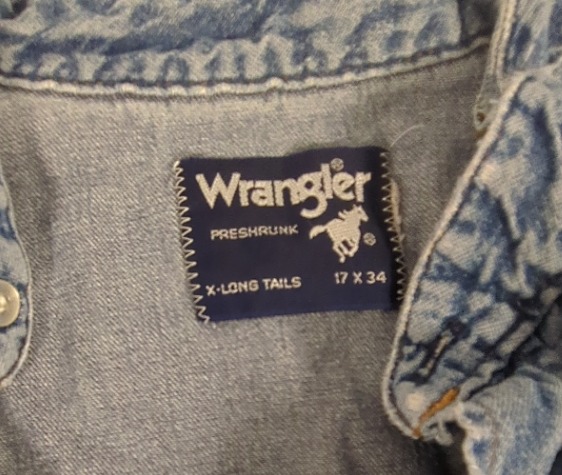 Wrangler®
PRESHRUNK
®
X-LONG TAILS 17 X 34